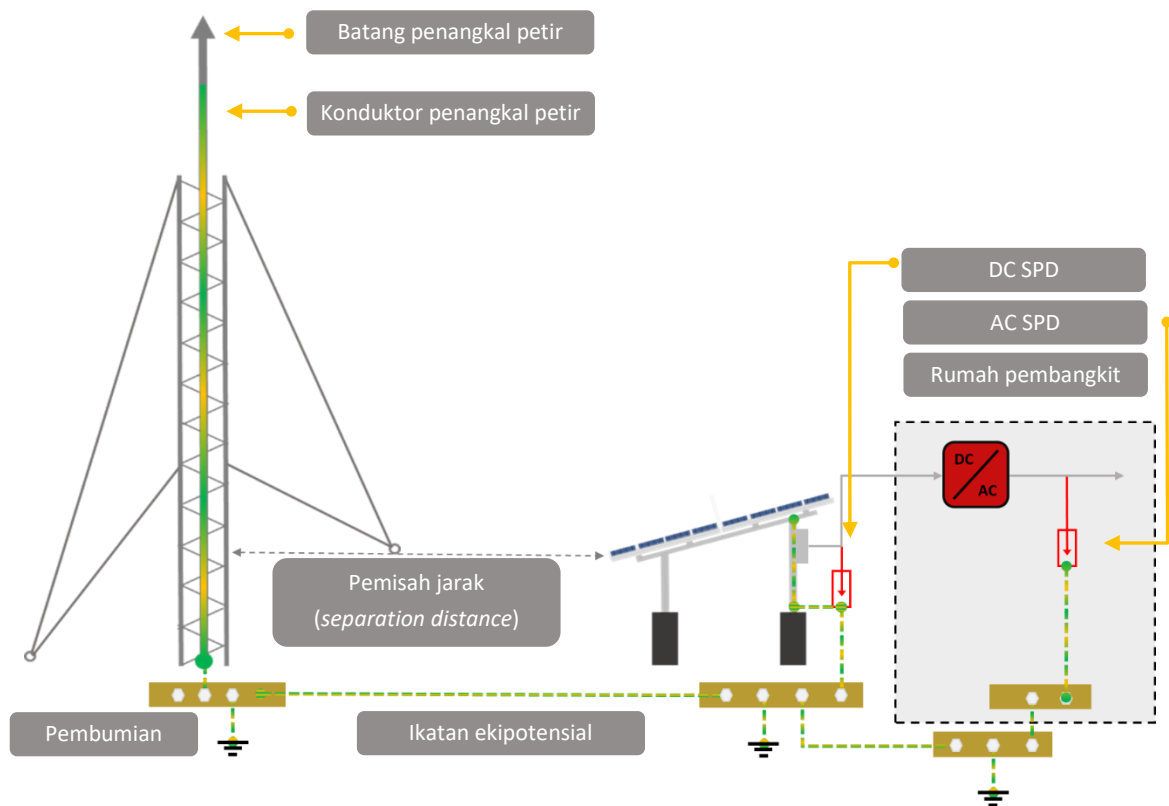 Batang penangkal petir
Konduktor penangkal petir
DC SPD
AC SPD
Rumah pembangkit
DC
AC
Pemisah jarak
(separation distance)
Pembumian
Ikatan ekipotensial